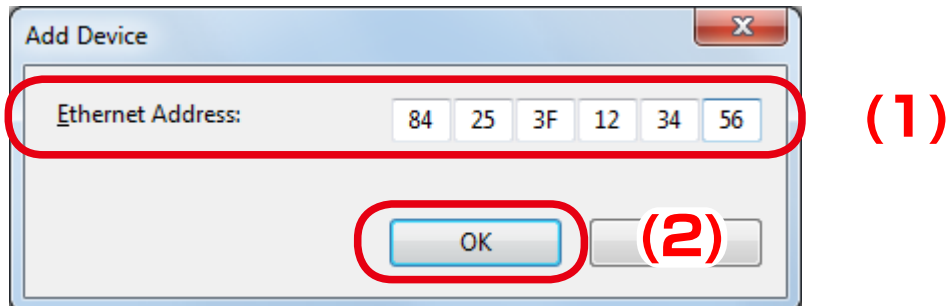 Add Device
Ethernet Address: 84 25 3F 12 34 56 (1)
OK (2)